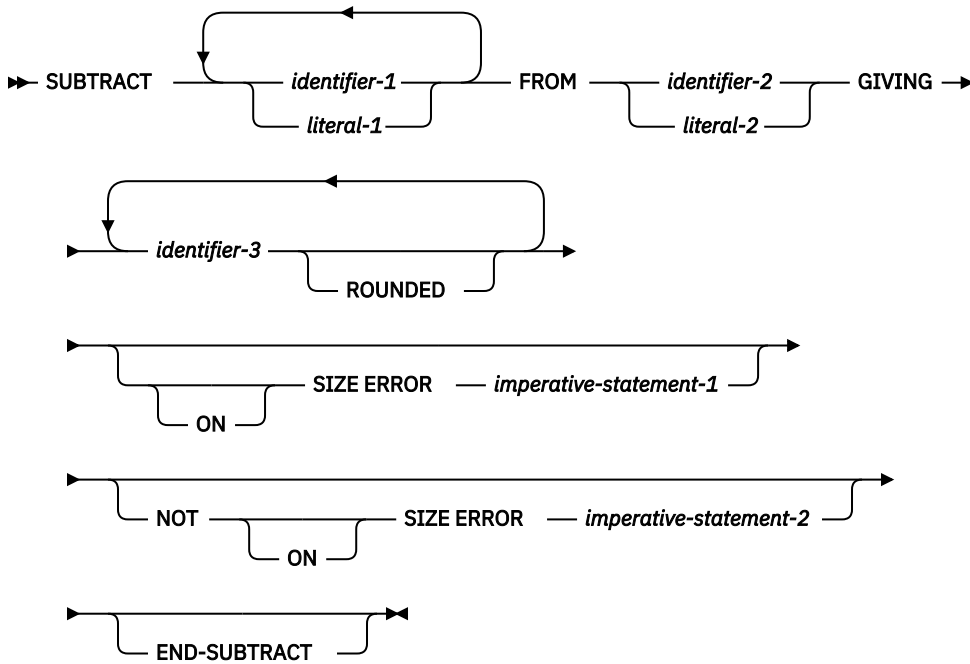 SUBTRACT identifier-1 FROM identifier-2 GIVING
literal-1 literal-2
identifier-3
ROUNDED
SIZE ERROR imperative-statement-1
ON
NOT SIZE ERROR imperative-statement-2
ON
END-SUBTRACT